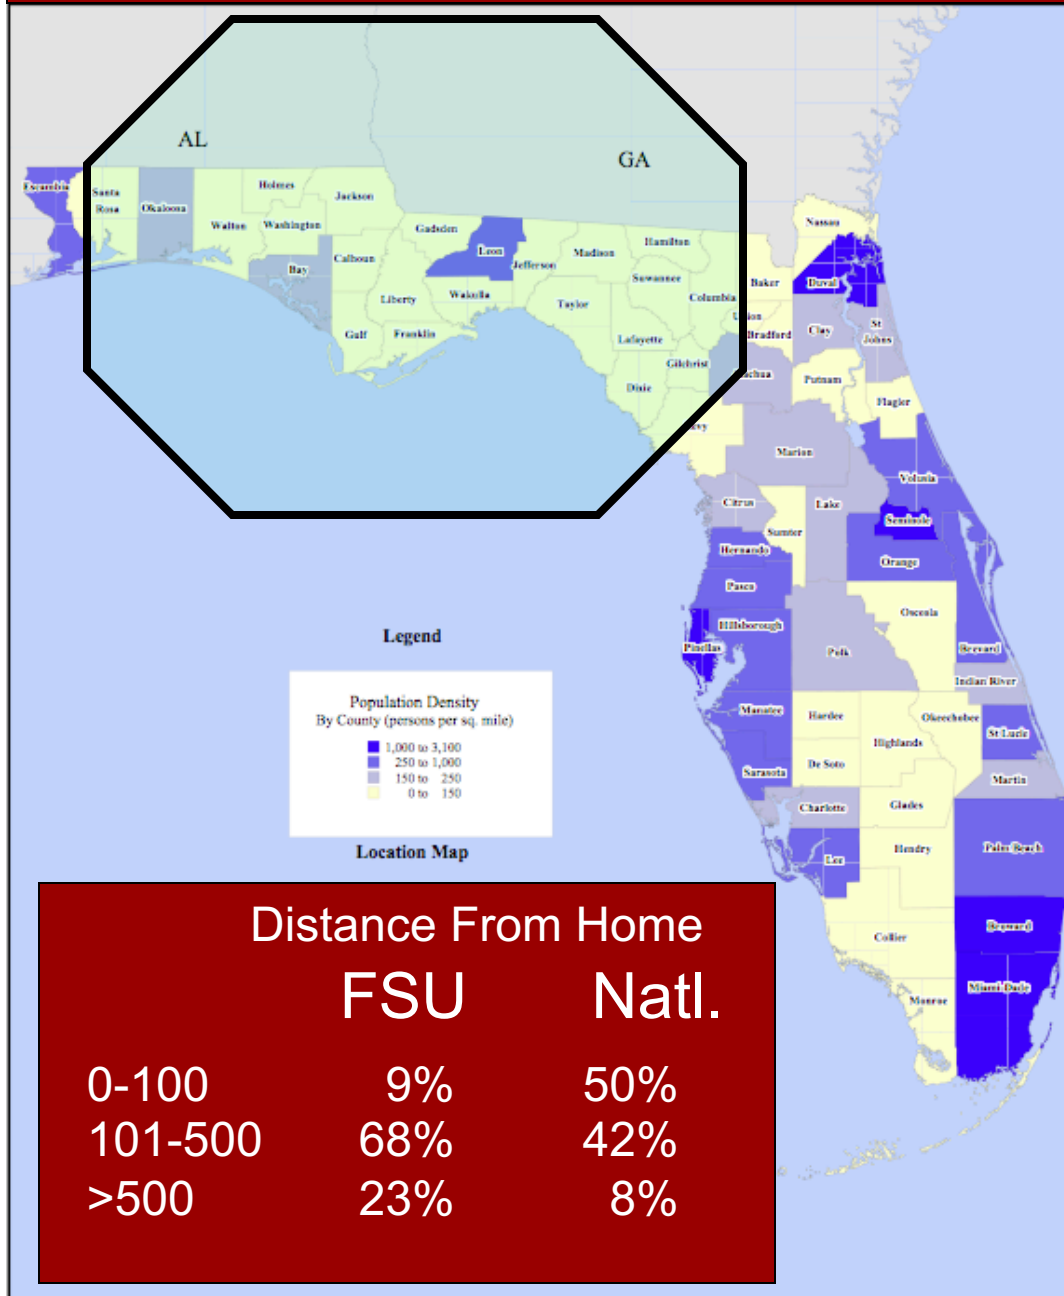 AL
GA
Escambia
Santa
Rosa
Okaloosa
Holmes
Jackson
Walton
Washington
Bay
Calhoun
Gadsden
Leon
Jefferson
Madison
Hamilton
Suwannee
Columbia
Liberty
Wakulla
Taylor
Gulf
Franklin
Lafayette
Gilchrist
Dixie
Nassau
Baker
Duval
Bradford
Clay
St
Johns
Putnam
Flagler
Marion
Volusia
Citrus
Lake
Sumter
Seminole
Hernando
Orange
Pasco
Osceola
Hillsborough
Pinellas
Polk
Brevard
Indian River
Manatee
Hardee
Okeechobee
St Lucie
Highlands
De Soto
Sarasota
Martin
Charlotte
Glades
Lee
Hendry
Palm Beach
Collier
Broward
Miami-Dade
Monroe
Legend
Population Density
By County (persons per sq. mile)
1,000 to 3,100
250 to 1,000
150 to 250
0 to 150
Location Map
Distance From Home
FSU Natl.
0-100 9% 50%
101-500 68% 42%
>500 23% 8%